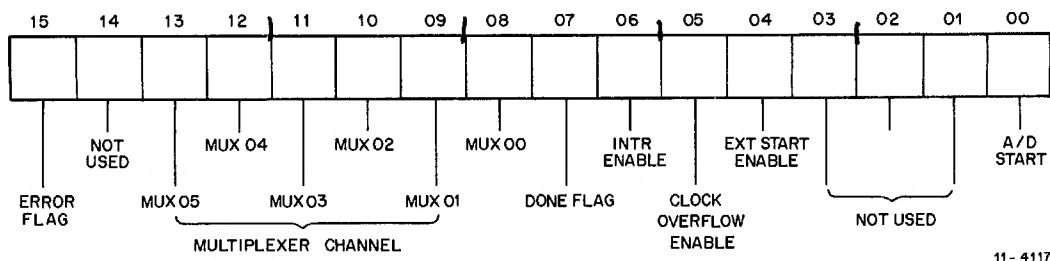 15 14 13 12 11 10 09 08 07 06 05 04 03 02 01 00
NOT USED
MUX 04
MUX 02
MUX 00
INTR ENABLE
EXT START ENABLE
A/D START
ERROR FLAG
MUX 05
MUX 03
MUX 01
DONE FLAG
CLOCK OVERFLOW ENABLE
NOT USED
MULTIPLEXER CHANNEL
11-4117